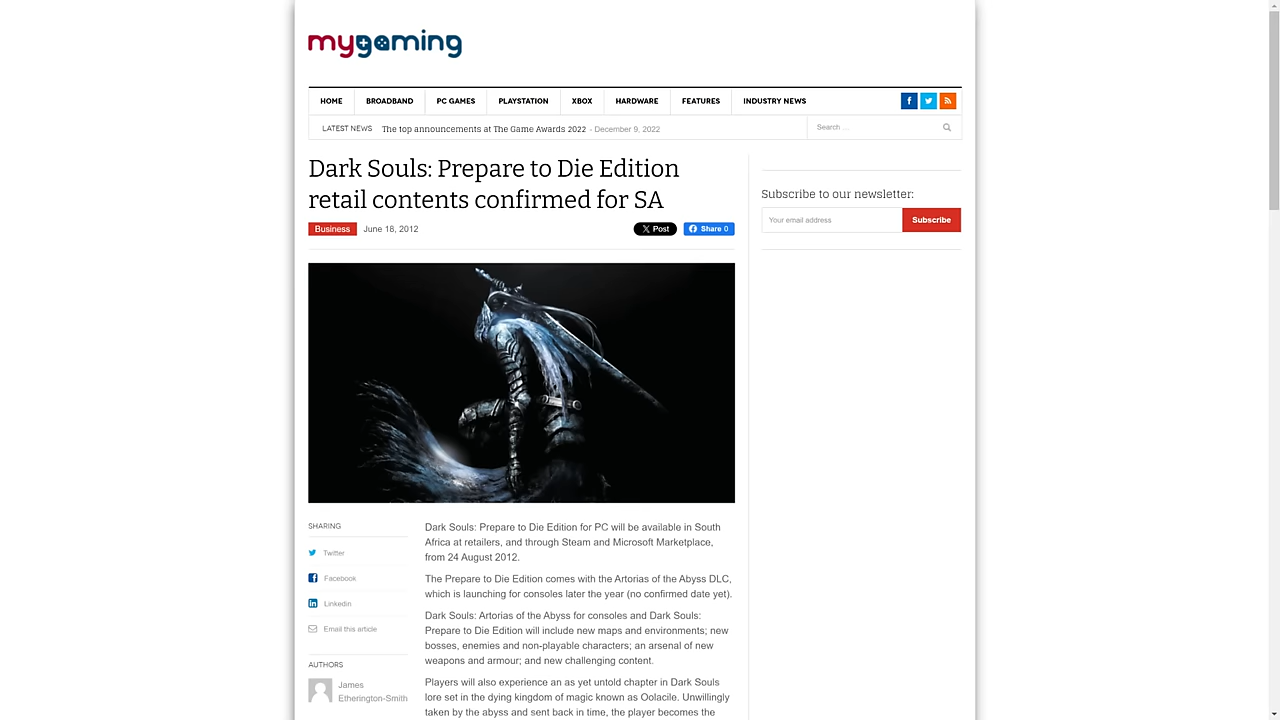 mygaming
HOME BROADBAND PC GAMES PLAYSTATION XBOX HARDWARE FEATURES INDUSTRY NEWS
LATEST NEWS The top announcements at The Game Awards 2022 - December 9, 2022
Search ...
Dark Souls: Prepare to Die Edition
retail contents confirmed for SA
Business June 18, 2012
Post
Share 0
Subscribe to our newsletter:
Your email address
Subscribe
SHARING
Twitter
Facebook
Linkedin
Email this article
AUTHORS
James
Etherington-Smith
Dark Souls: Prepare to Die Edition for PC will be available in South
Africa at retailers, and through Steam and Microsoft Marketplace,
from 24 August 2012.
The Prepare to Die Edition comes with the Artorias of the Abyss DLC,
which is launching for consoles later the year (no confirmed date yet).
Dark Souls: Artorias of the Abyss for consoles and Dark Souls:
Prepare to Die Edition will include new maps and environments; new
bosses, enemies and non-playable characters; an arsenal of new
weapons and armour; and new challenging content.
Players will also experience an as yet untold chapter in Dark Souls
lore set in the dying kingdom of magic known as Oolacile. Unwillingly
taken by the abyss and sent back in time, the player becomes the